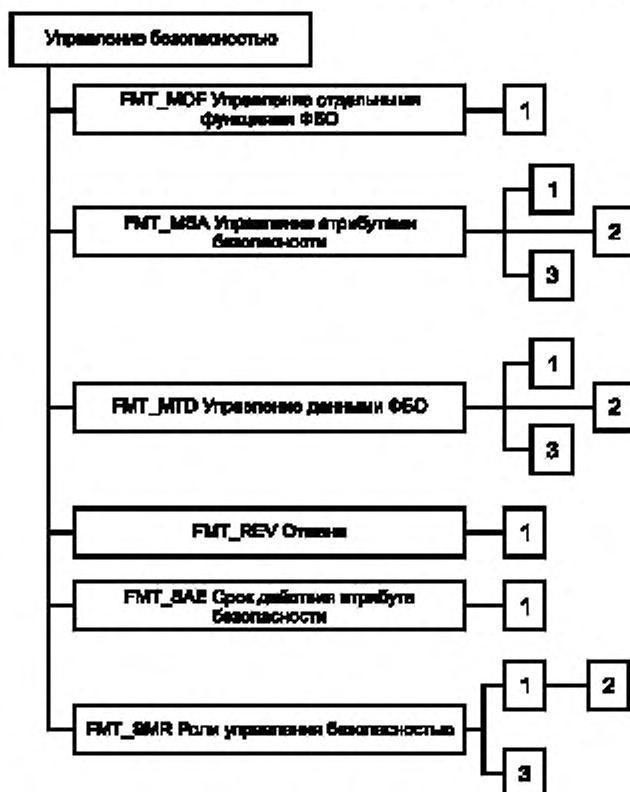 Управление безопасностью
FMT_MOF Управление отдельными
функциями ФБО
1
FMT_MSA Управление атрибутами
безопасности
1
2
3
FMT_MTD Управление данными ФБО
1
2
3
FMT_REV Отмена
1
FMT_SAE Срок действия атрибута
безопасности
1
FMT_SMR Роли управления безопасностью
1
2
3